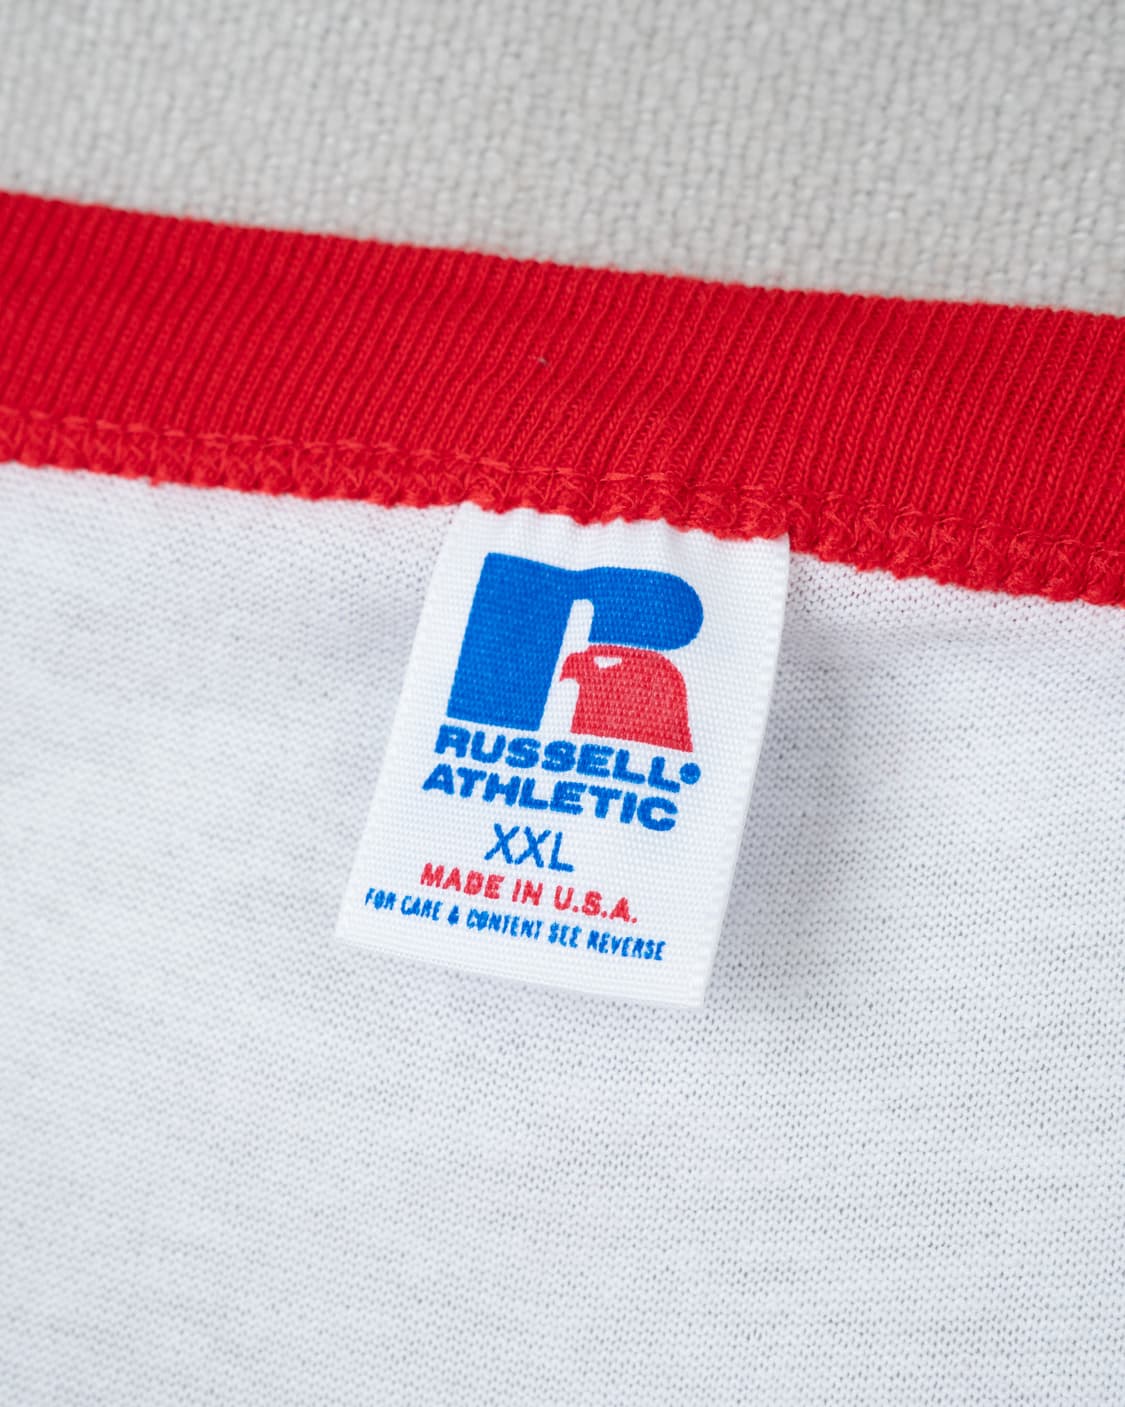 RUSSELL
ATHLETIC
XXL
MADE IN U.S.A.
FOR CARE & CONTENT SEE REVERSE